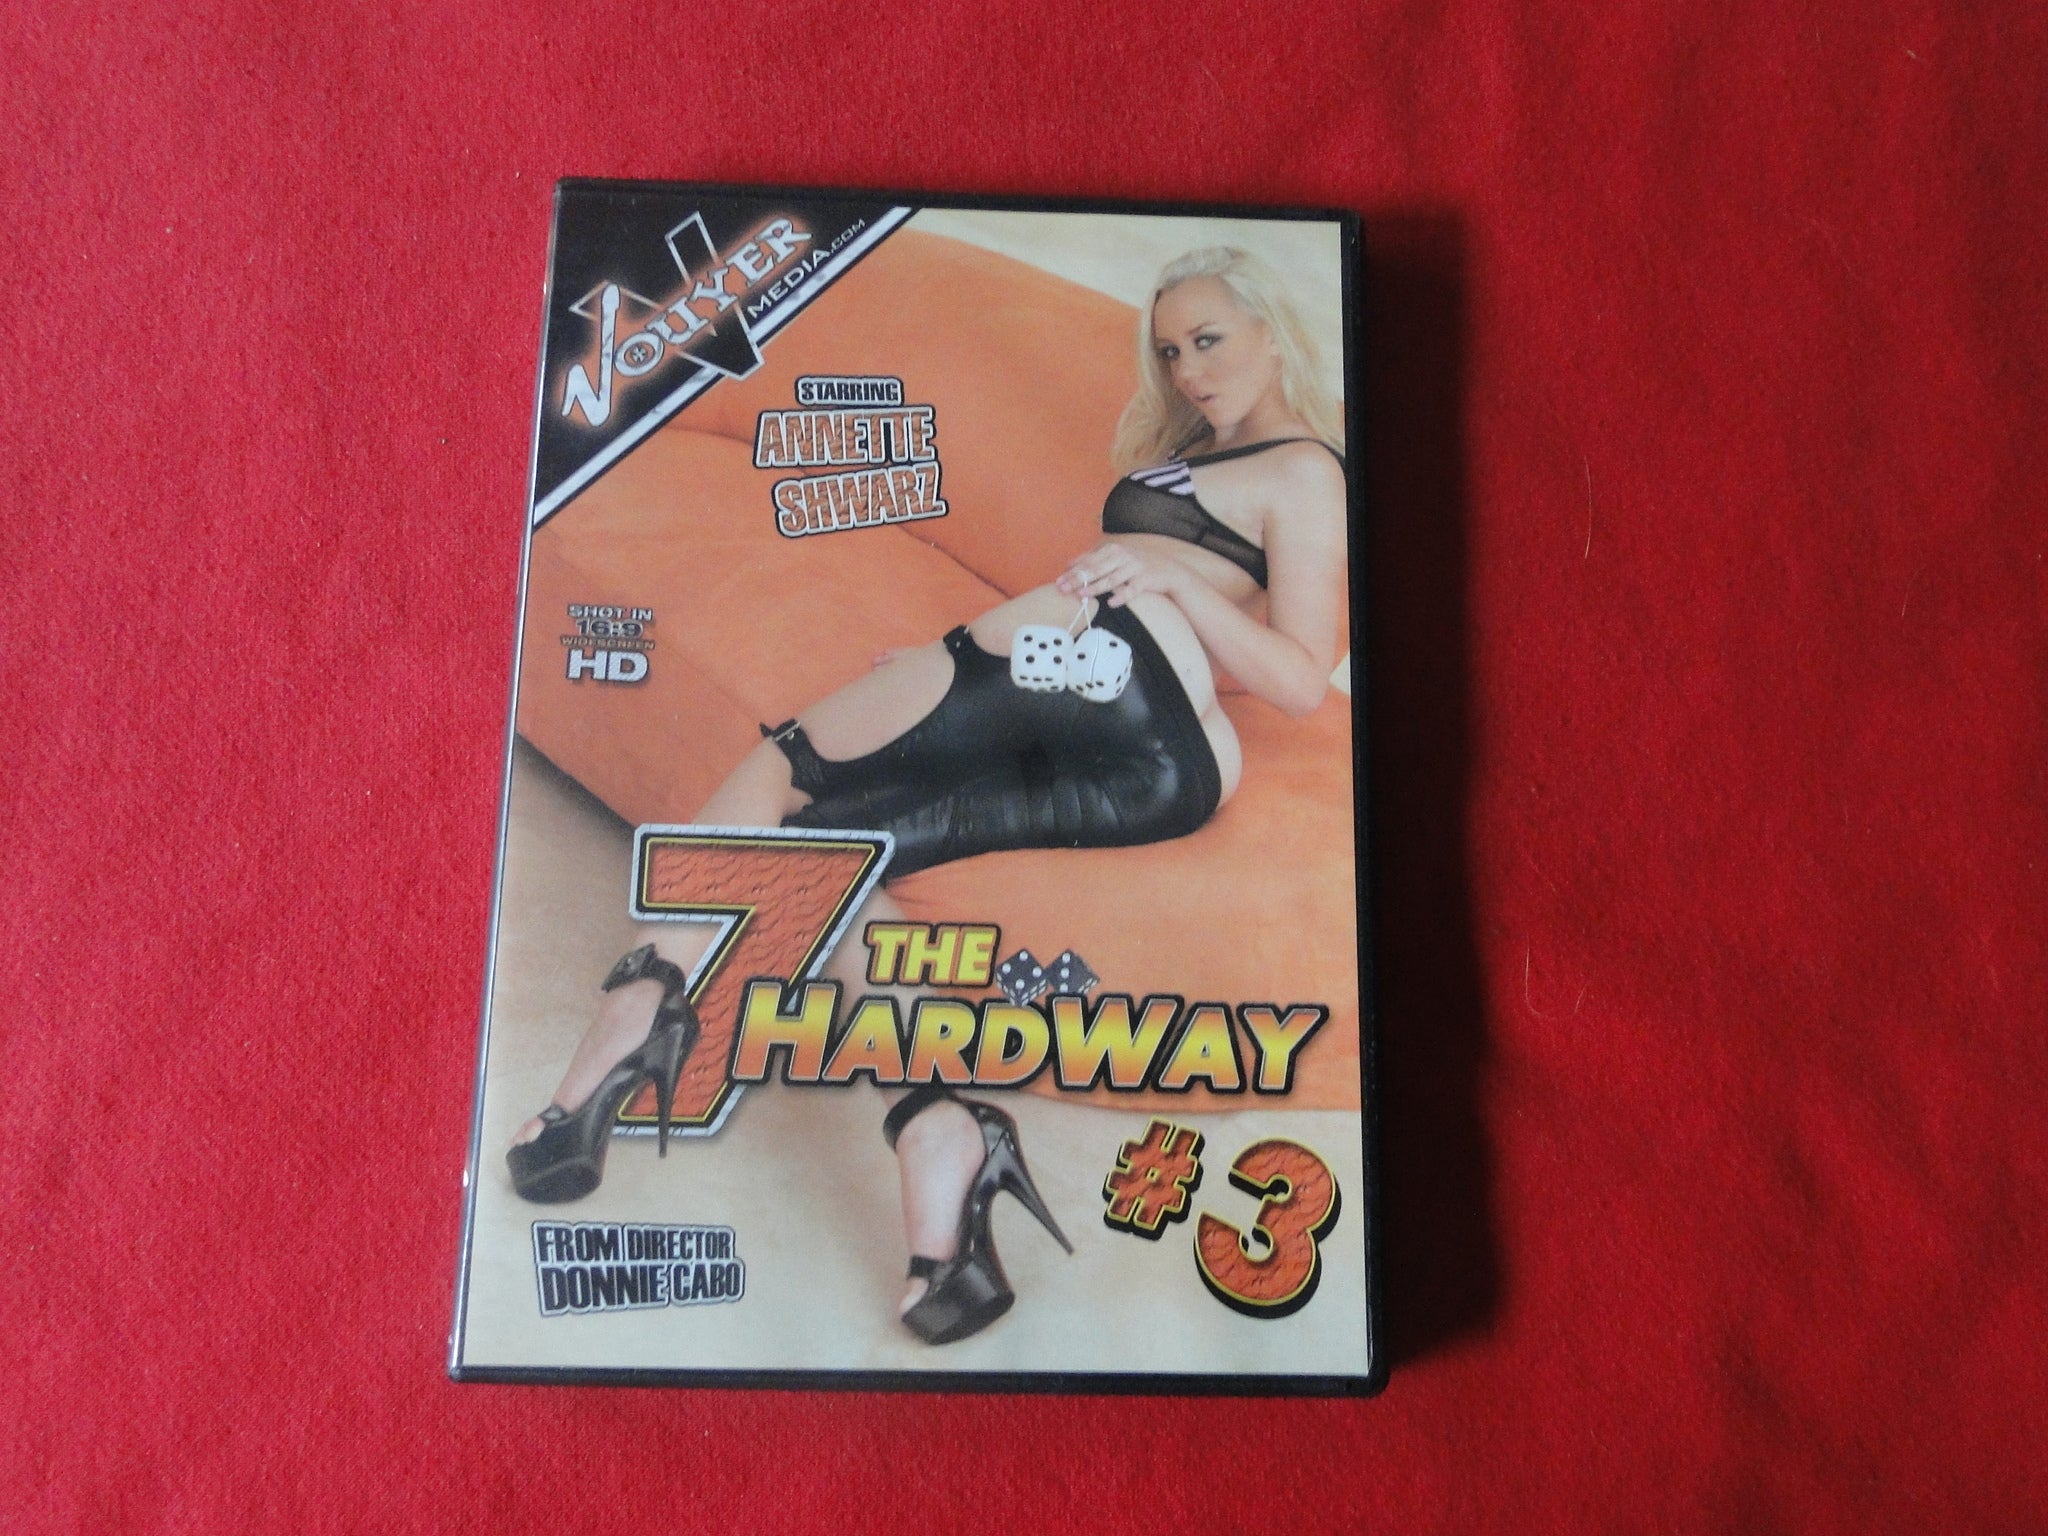 VOUYER
MEDIA.COM
STARRING
ANNETTE
SHWARZ
SHOT IN
16:9
WIDESCREEN
HD
7
THE
HARDWAY
#3
FROM DIRECTOR
DONNIE CABO